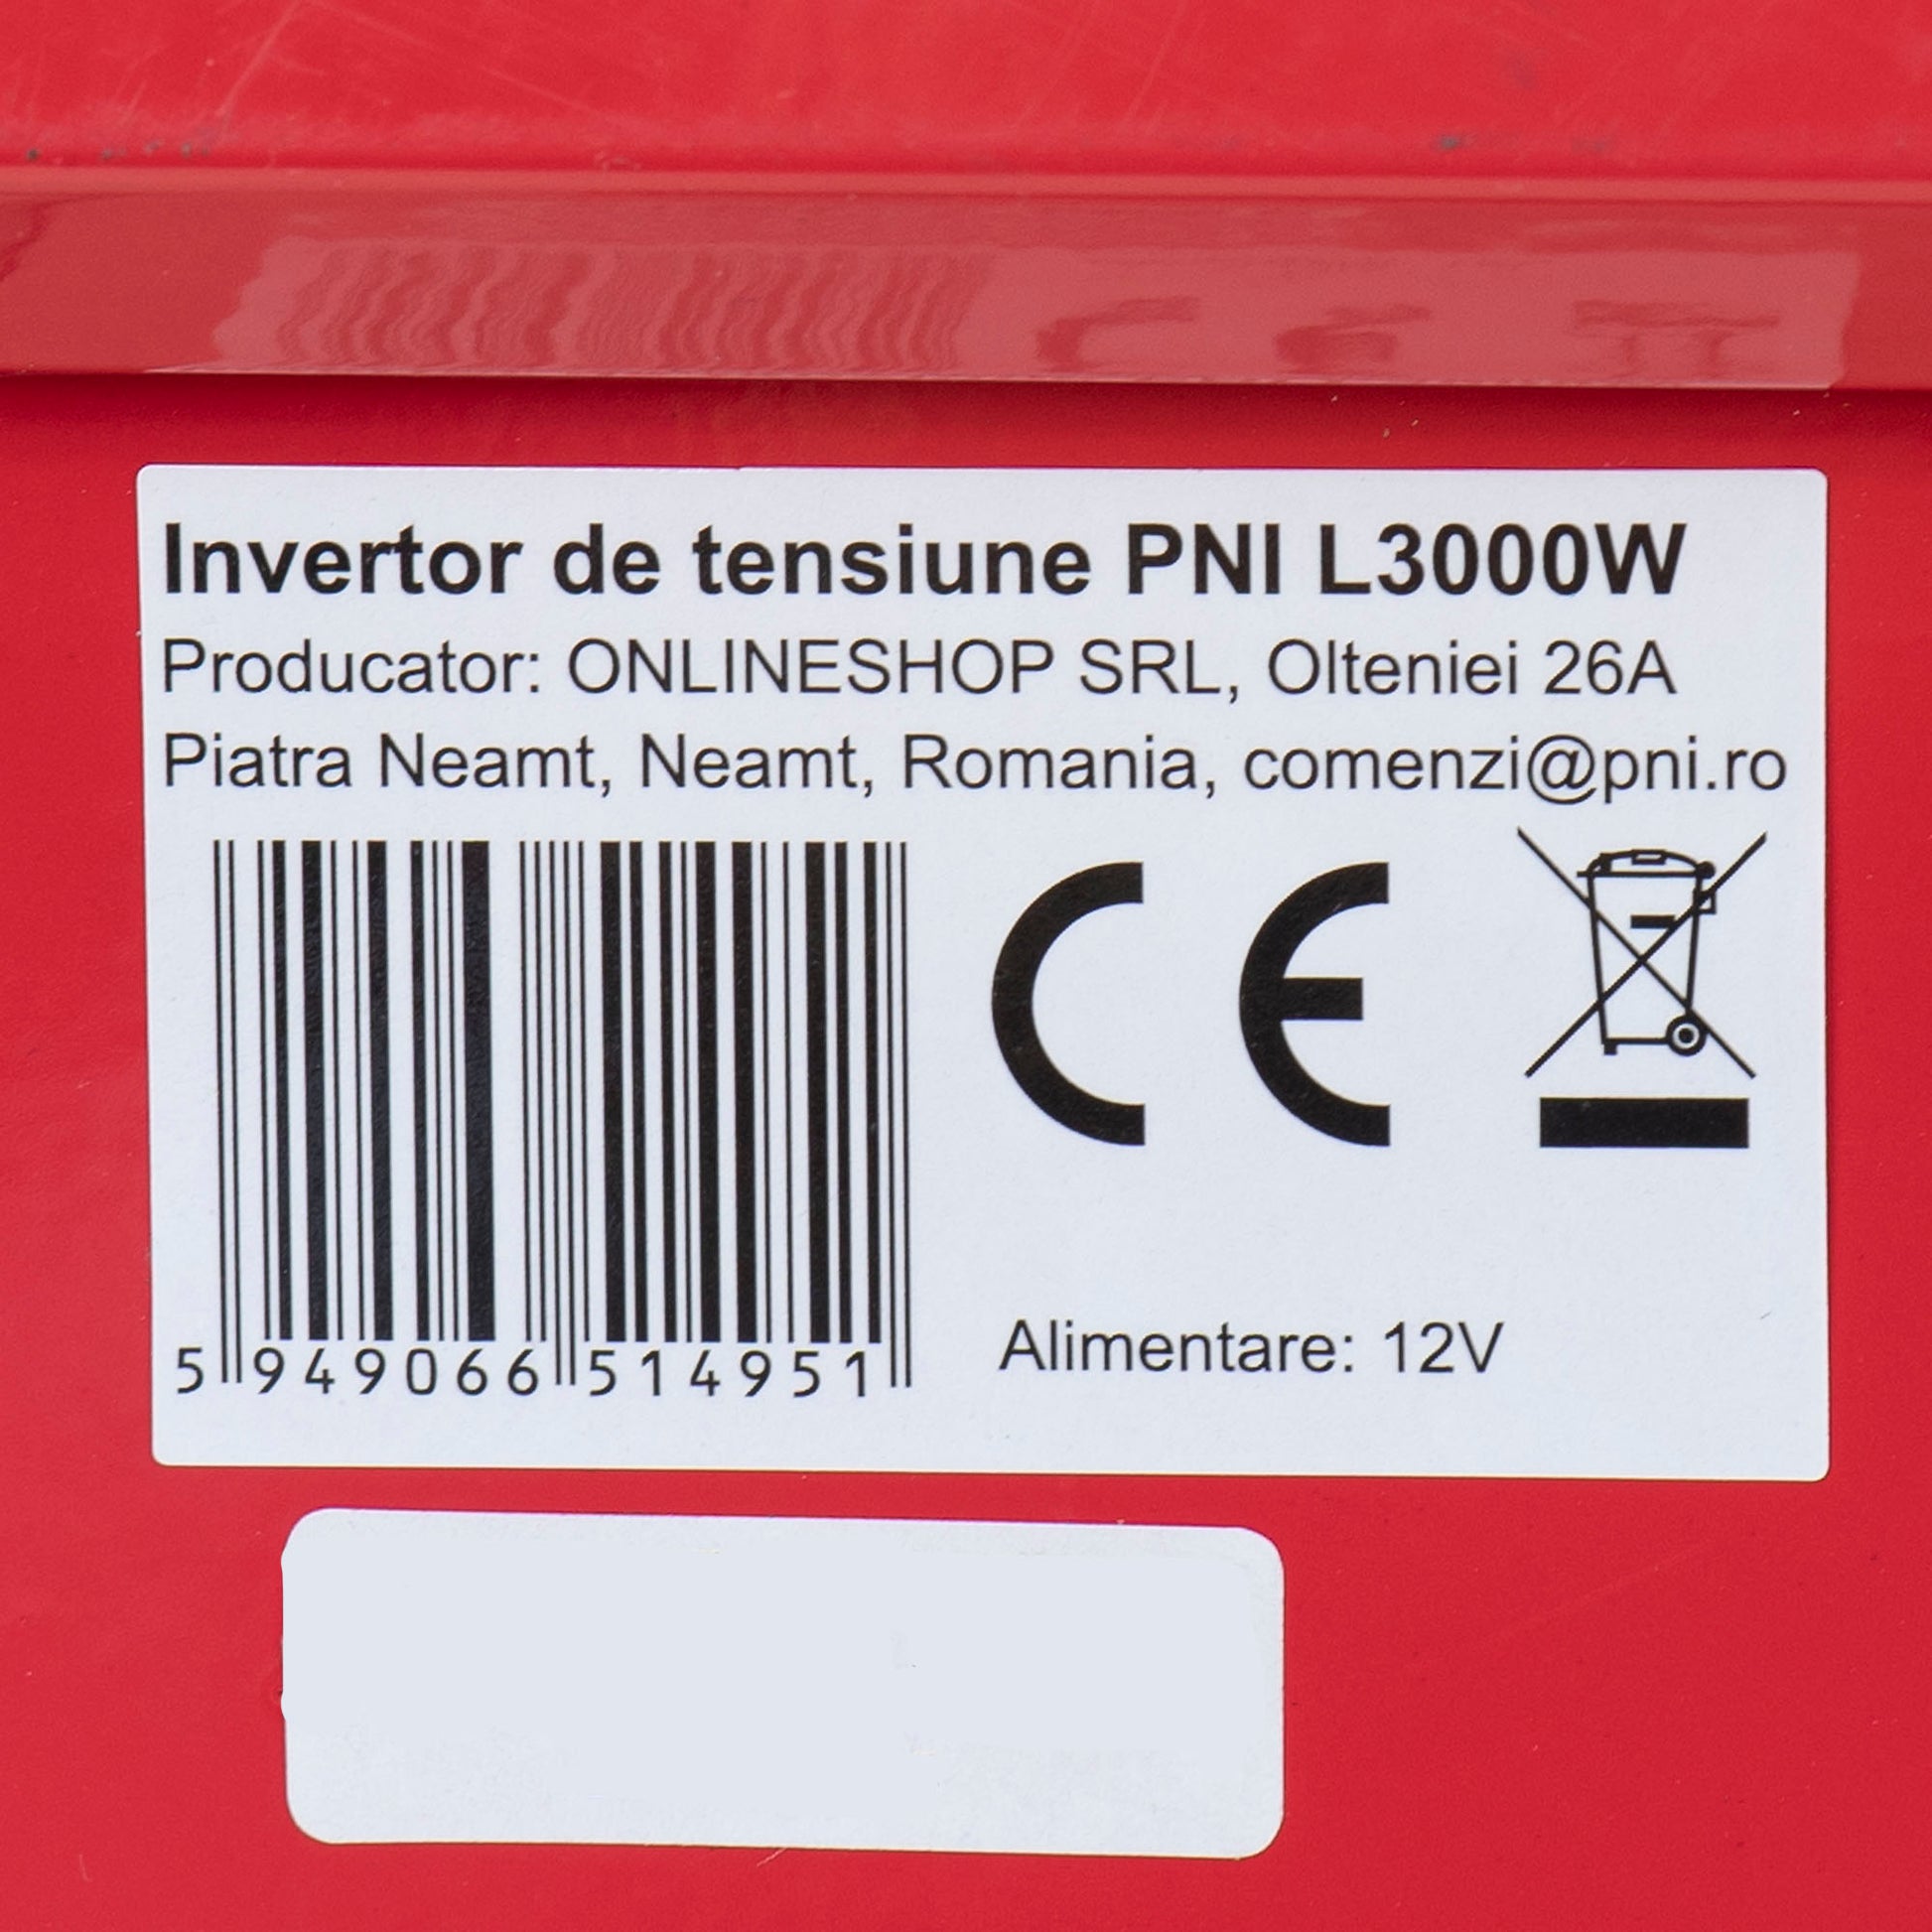 Invertor de tensiune PNI L3000W
Producator: ONLINESHOP SRL, Olteniei 26A
Piatra Neamt, Neamt, Romania, comenzi@pni.ro
CE
5 949066 514951
Alimentare: 12V